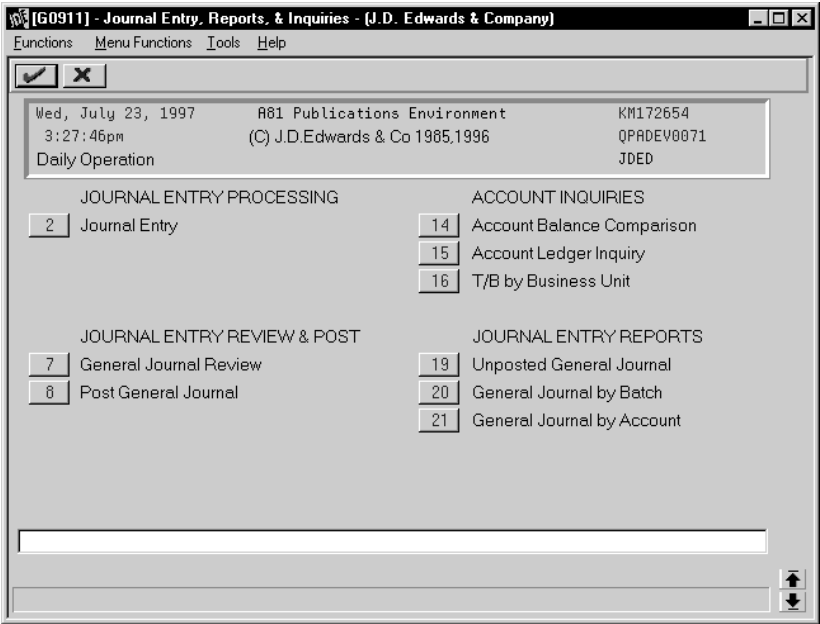 [G0911] - Journal Entry, Reports, & Inquiries - (J.D. Edwards & Company)
Functions Menu Functions Tools Help
Wed, July 23, 1997 A81 Publications Environment KM172654
3:27:46pm (C) J.D.Edwards & Co 1985,1996 QPADEV0071
Daily Operation JDED
JOURNAL ENTRY PROCESSING ACCOUNT INQUIRIES
2 Journal Entry 14 Account Balance Comparison
15 Account Ledger Inquiry
16 T/B by Business Unit
JOURNAL ENTRY REVIEW & POST JOURNAL ENTRY REPORTS
7 General Journal Review 19 Unposted General Journal
8 Post General Journal 20 General Journal by Batch
21 General Journal by Account